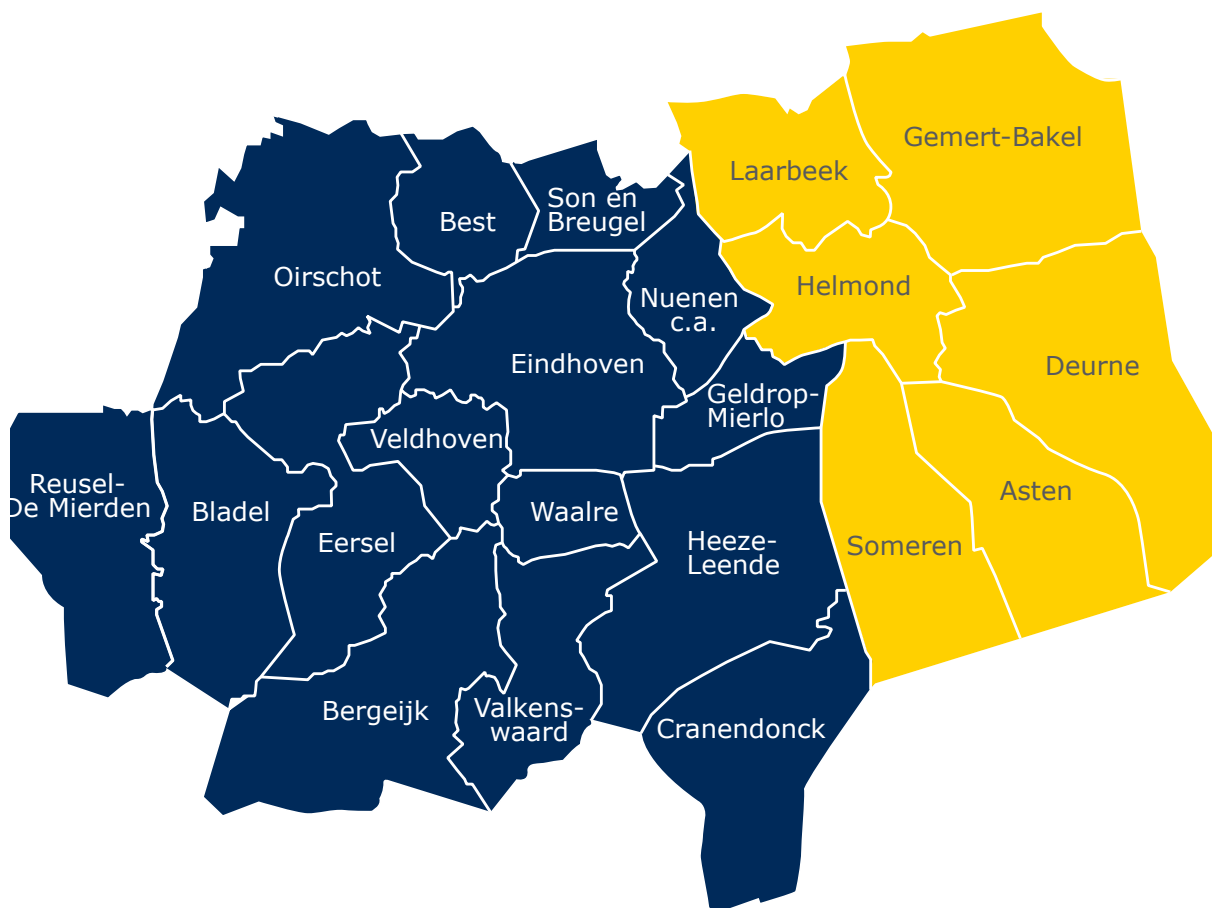 Gemert-Bakel
Laarbeek
Son en
Breugel
Best
Oirschot
Helmond
Nuenen
c.a.
Eindhoven
Deurne
Geldrop-
Mierlo
Veldhoven
Reusel-
De Mierden
Bladel
Waalre
Asten
Eersel
Heeze-
Leende
Someren
Bergeijk
Valkens-
waard
Cranendonck